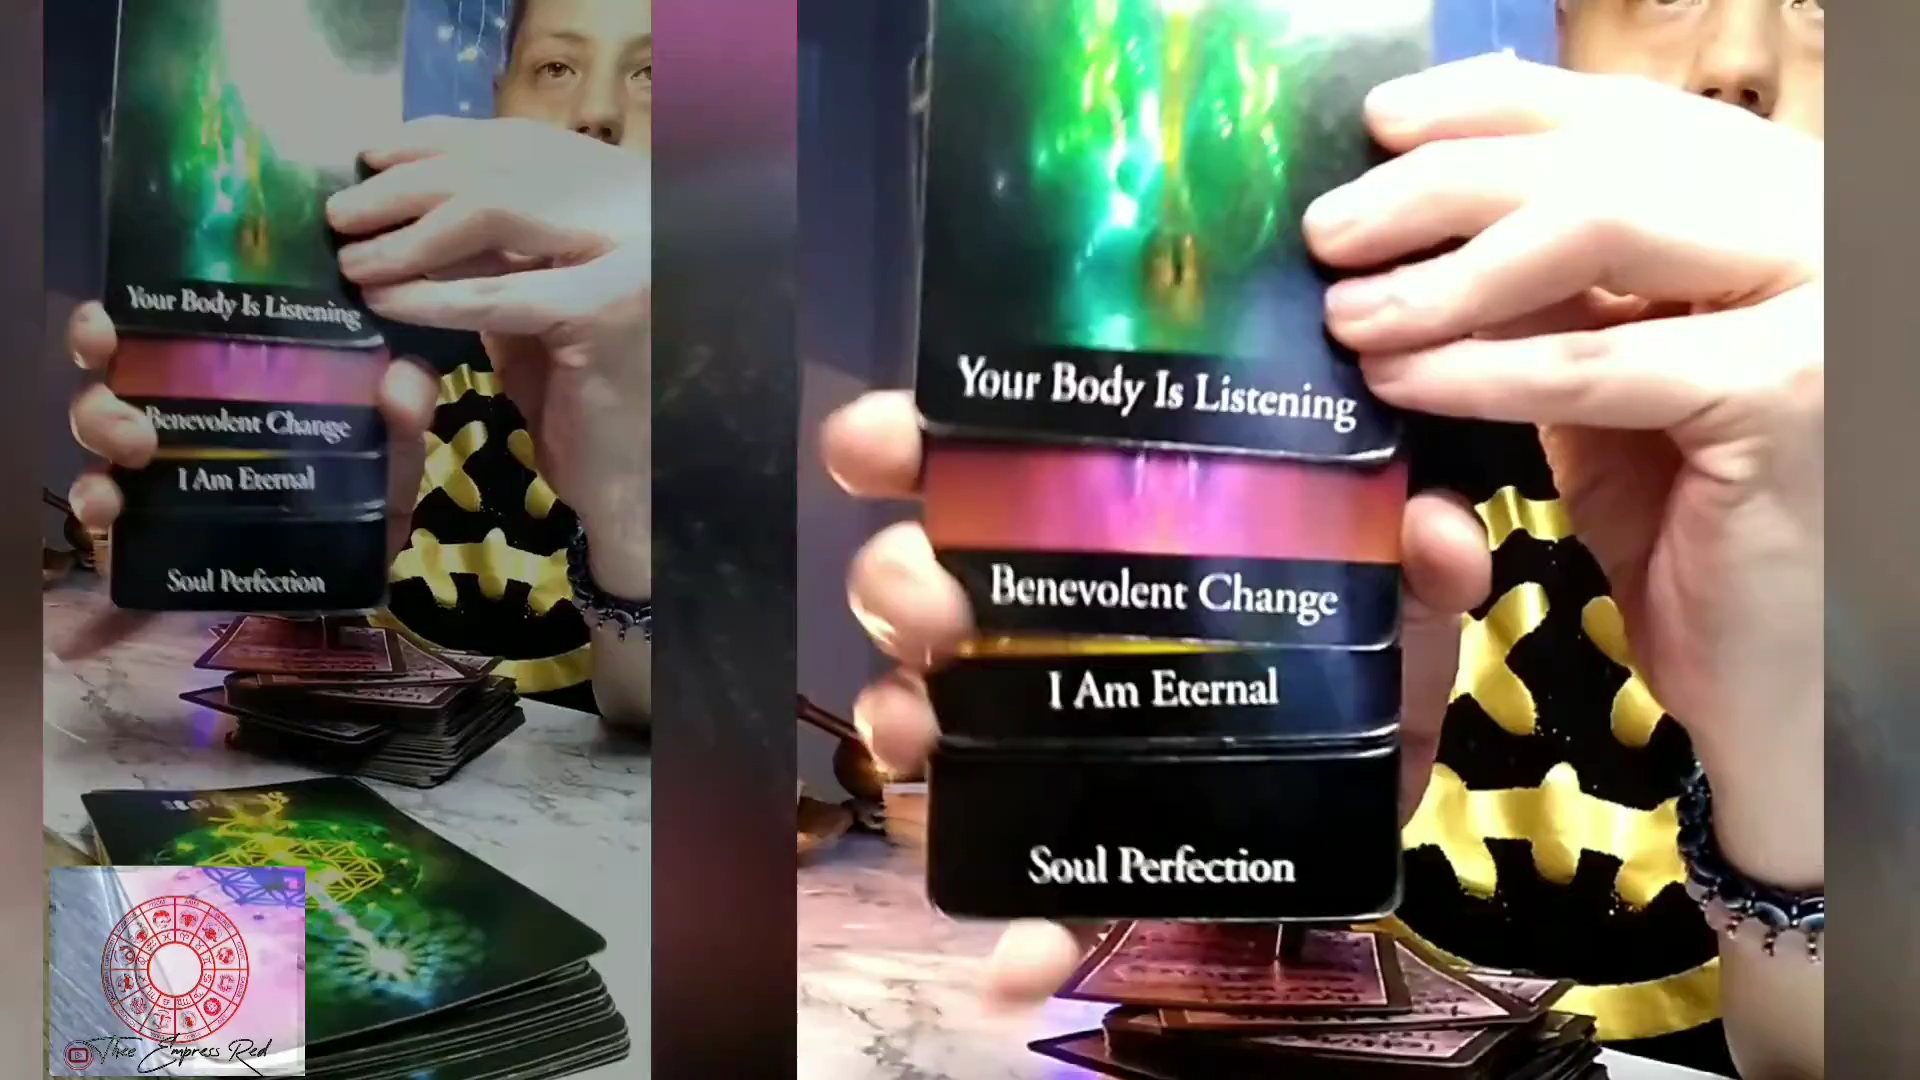 Your Body Is Listening
Benevolent Change
I Am Eternal
Soul Perfection
Thee Empress Red
Your Body Is Listening
Benevolent Change
I Am Eternal
Soul Perfection